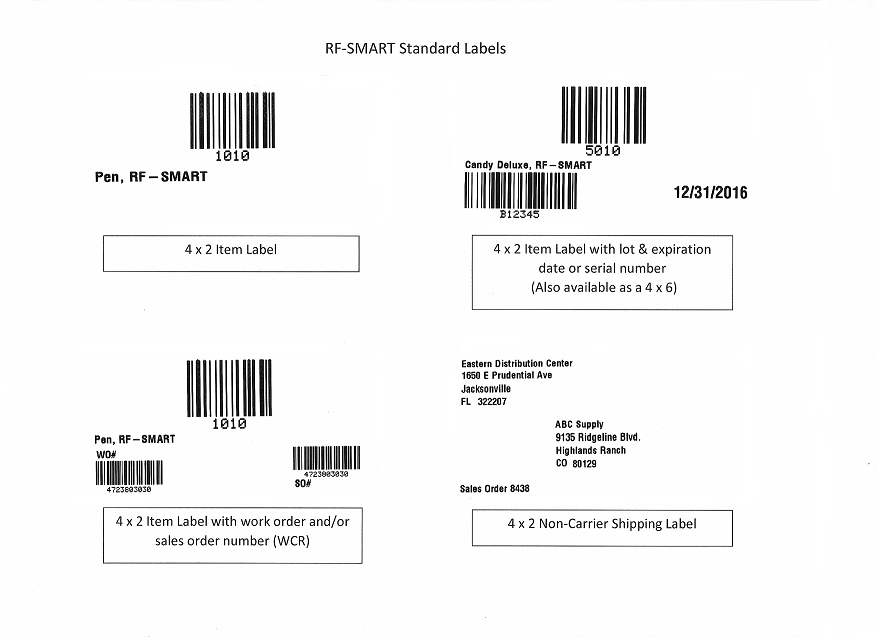 RF-SMART Standard Labels
1010
Pen, RF-SMART
4 x 2 Item Label
5010
Candy Deluxe, RF-SMART
12/31/2016
B12345
4 x 2 Item Label with lot & expiration
date or serial number
(Also available as a 4 x 6)
1010
Pen, RF-SMART
WO#
4723803030
4723803030
SO#
4 x 2 Item Label with work order and/or
sales order number (WCR)
Eastern Distribution Center
1650 E Prudential Ave
Jacksonville
FL 322207
ABC Supply
9135 Ridgeline Blvd.
Highlands Ranch
CO 80129
Sales Order 8438
4 x 2 Non-Carrier Shipping Label